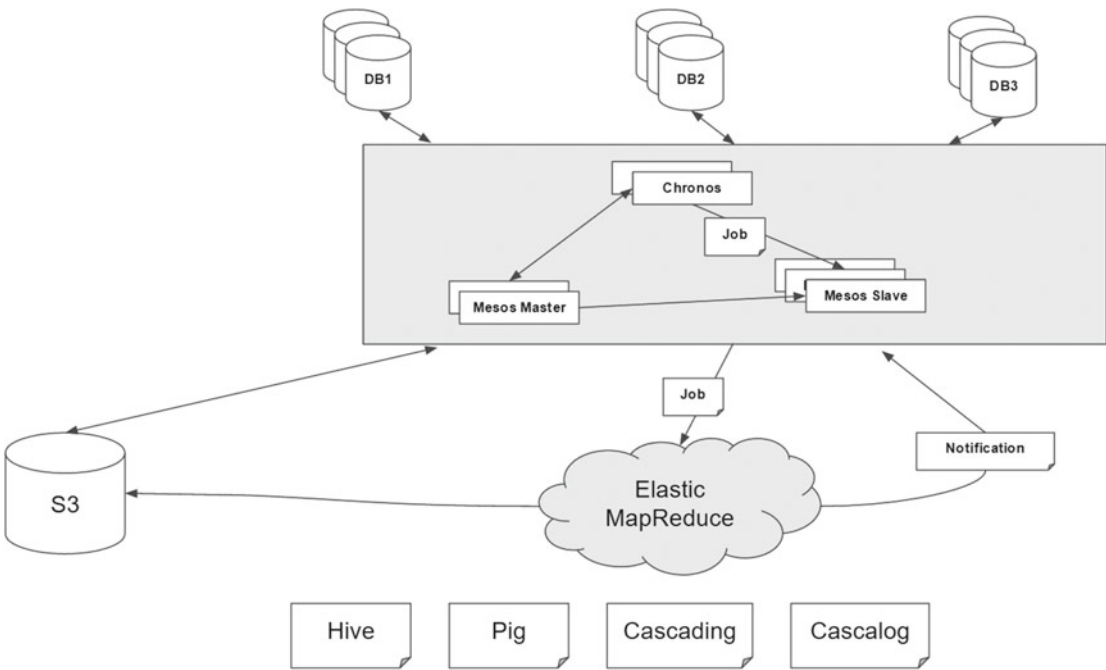 DB1
DB2
DB3
Chronos
Job
Mesos Master
Mesos Slave
Job
Notification
S3
Elastic
MapReduce
Hive
Pig
Cascading
Cascalog